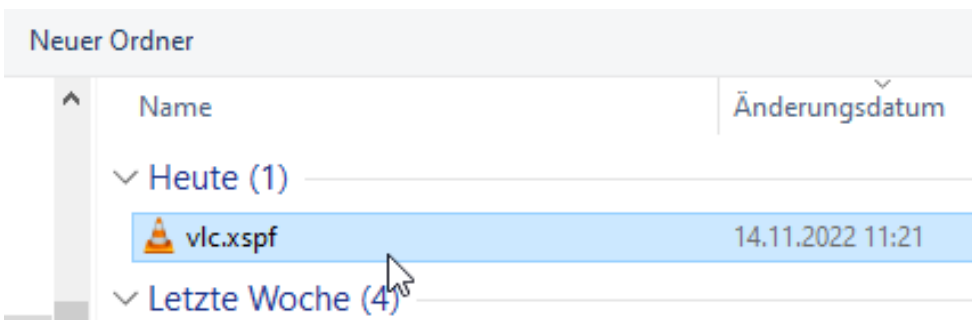 Neuer Ordner
Name Änderungsdatum
Heute (1)
vlc.xspf 14.11.2022 11:21
Letzte Woche (4)